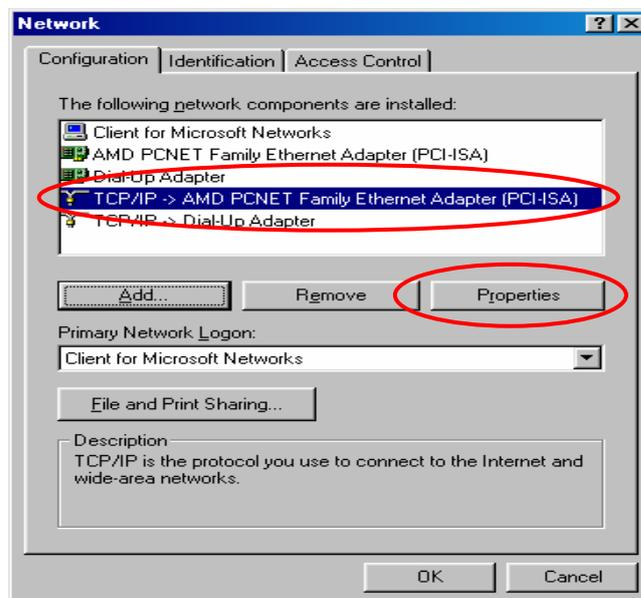 Network
Configuration Identification Access Control
The following network components are installed:
Client for Microsoft Networks
AMD PCNET Family Ethernet Adapter (PCI-ISA)
Dial-Up Adapter
TCP/IP -> AMD PCNET Family Ethernet Adapter (PCI-ISA)
TCP/IP -> Dial-Up Adapter
Add... Remove Properties
Primary Network Logon:
Client for Microsoft Networks
File and Print Sharing...
Description
TCP/IP is the protocol you use to connect to the Internet and
wide-area networks.
OK Cancel